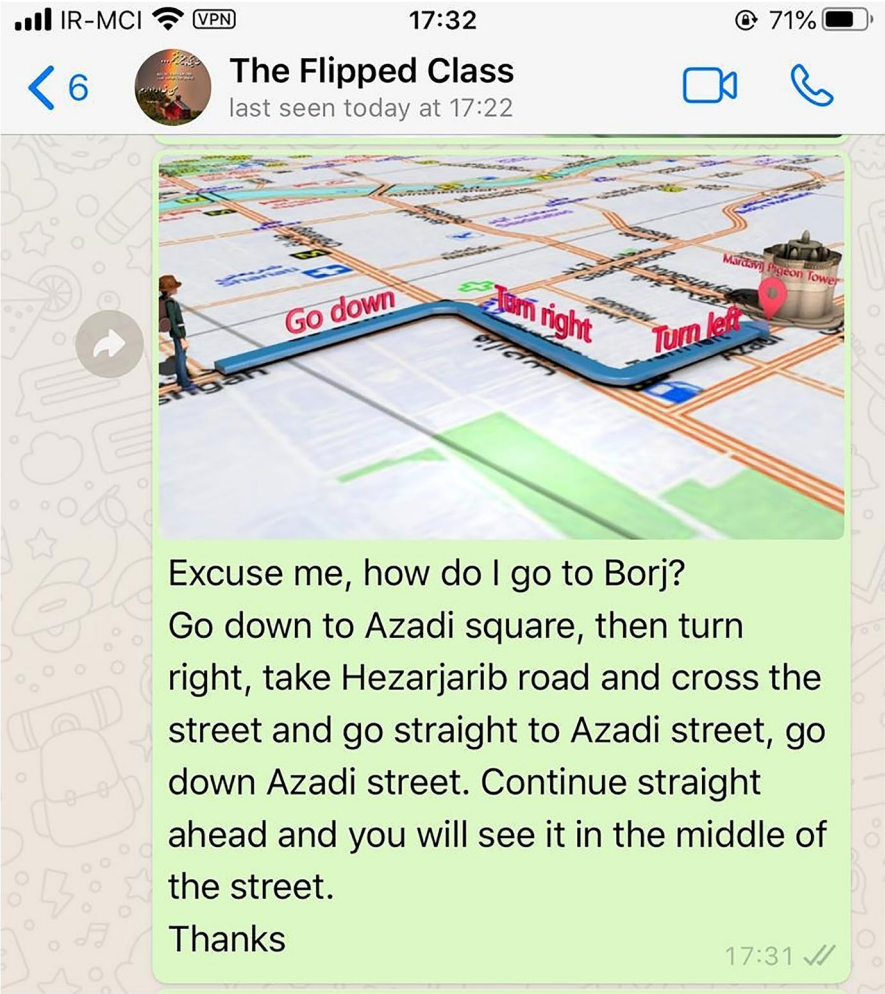 IR-MCI VPN 17:32 71%
6 The Flipped Class
last seen today at 17:22
Go down
Turn right
Turn left
Mardavij Pigeon Tower
Azadi
Excuse me, how do I go to Borj?
Go down to Azadi square, then turn
right, take Hezarjarib road and cross the
street and go straight to Azadi street, go
down Azadi street. Continue straight
ahead and you will see it in the middle of
the street.
Thanks
17:31